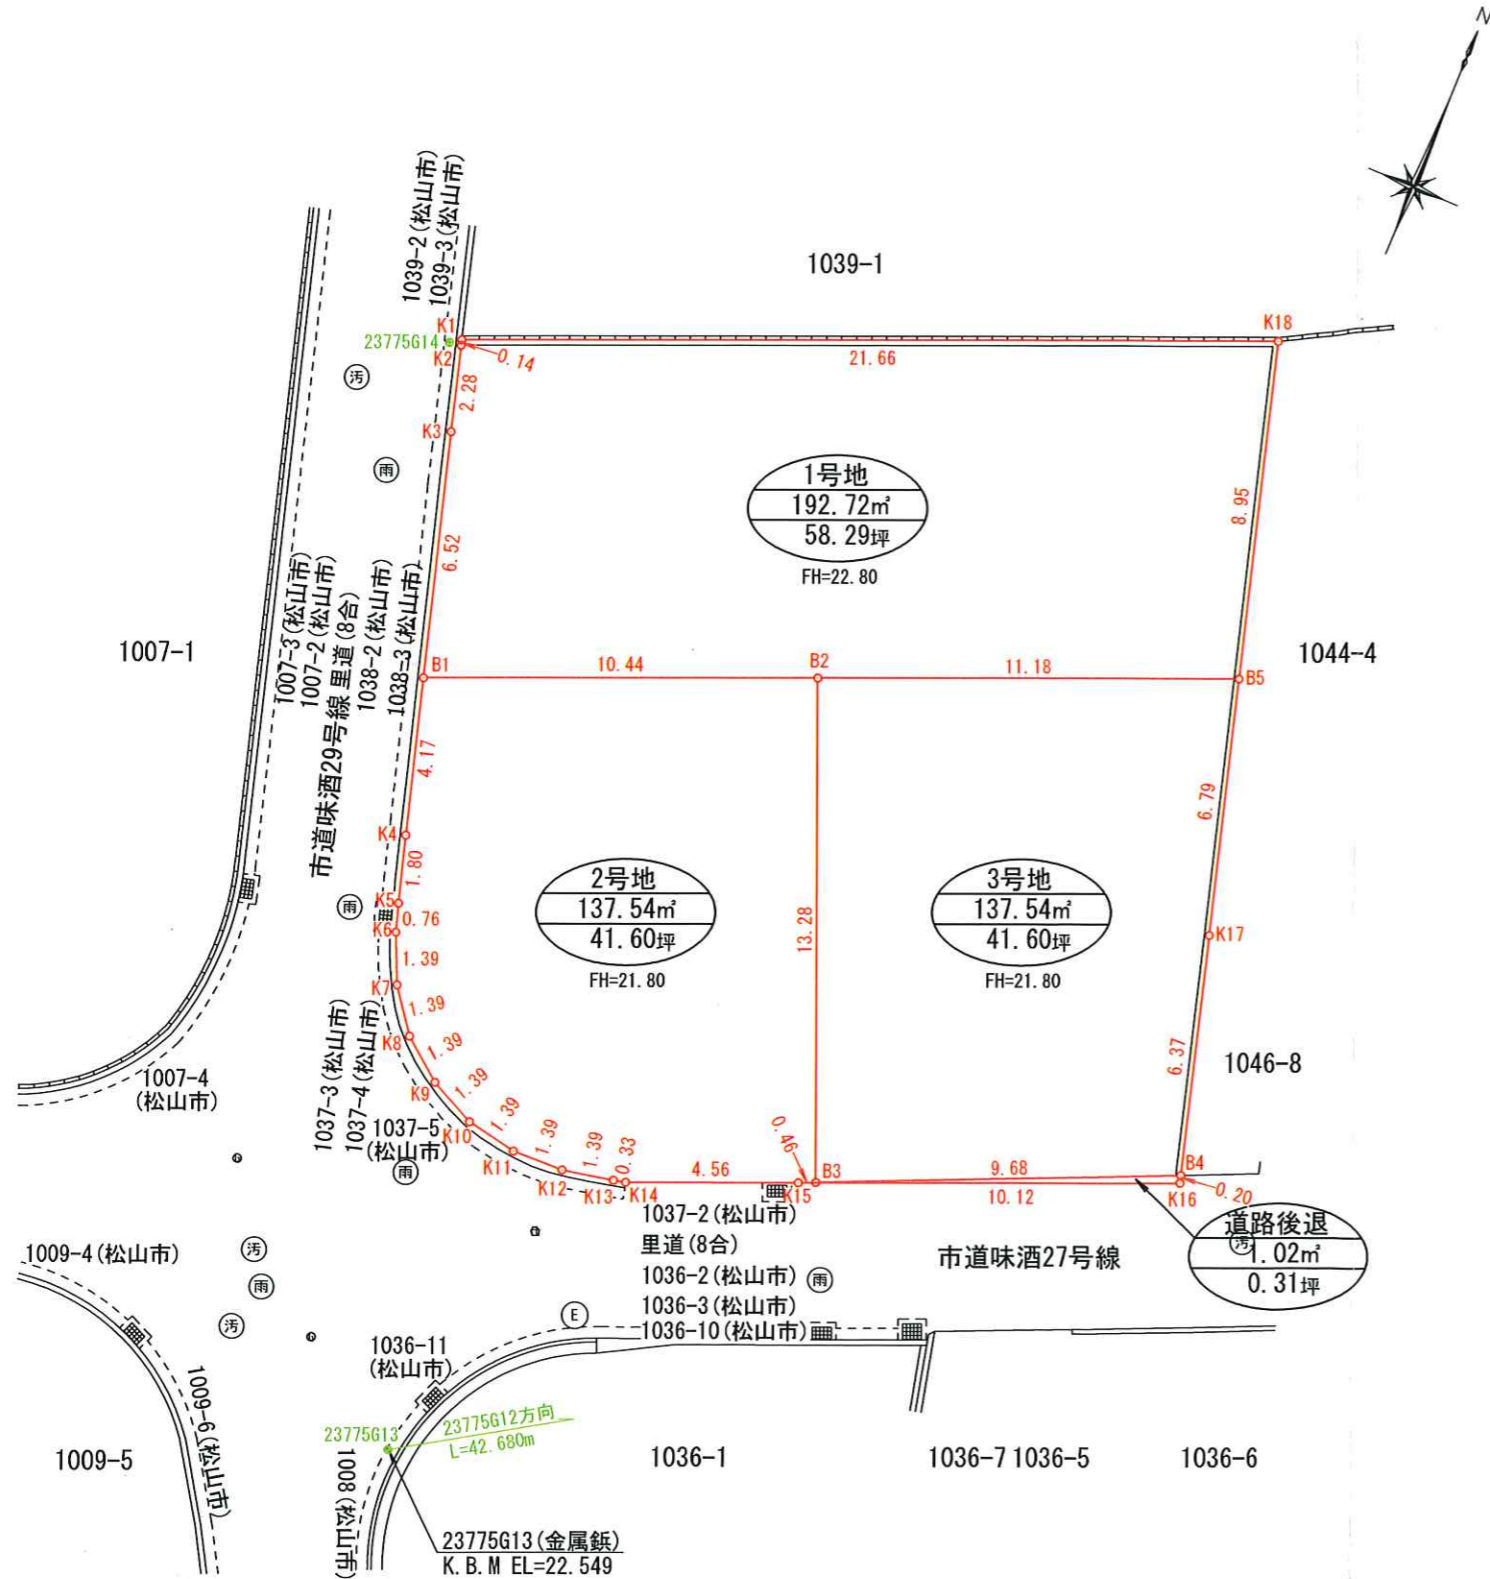 N
1039-2(松山市)
1039-3(松山市)
1039-1
K1
K18
23775G14
K2
0.14
21.66
汚
2.28
K3
雨
1号地
192.72㎡
58.29坪
FH=22.80
8.95
6.52
1007-1
1007-3(松山市)
1007-2(松山市)
市道味酒29号線 里道(8合)
1038-2(松山市)
1038-3(松山市)
1044-4
B1
10.44
B2
11.18
B5
4.17
6.79
K4
1.80
2号地
137.54㎡
41.60坪
FH=21.80
3号地
137.54㎡
41.60坪
FH=21.80
13.28
雨
K5
0.76
K6
K17
1.39
K7
1.39
K8
1.39
K9
1.39
K10
1.39
K11
1.39
K12
1.39
K13
0.33
K14
4.56
0.46
K15
B3
9.68
10.12
B4
K16
0.20
6.37
1046-8
1007-4
(松山市)
1037-3(松山市)
1037-4(松山市)
1037-5
(松山市)
雨
1037-2(松山市)
里道(8合)
1036-2(松山市)
雨
1036-3(松山市)
1036-10(松山市)
市道味酒27号線
道路後退
汚
1.02㎡
0.31坪
1009-4(松山市)
汚
雨
汚
E
1036-11
(松山市)
1009-6(松山市)
1009-5
23775G13
23775G12方向
L=42.680m
1008(松山市)
1036-1
1036-7
1036-5
1036-6
23775G13(金属鋲)
K.B.M EL=22.549